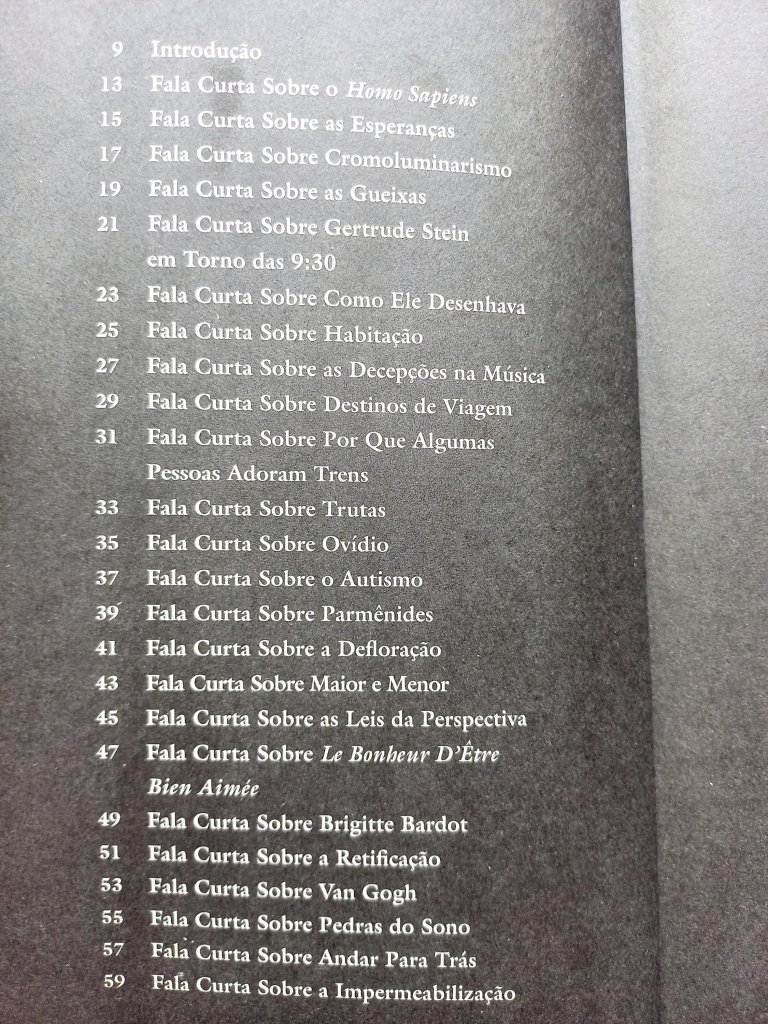 9 Introdução
13 Fala Curta Sobre o Homo Sapiens
15 Fala Curta Sobre as Esperanças
17 Fala Curta Sobre Cromoluminarismo
19 Fala Curta Sobre as Gueixas
21 Fala Curta Sobre Gertrude Stein
em Torno das 9:30
23 Fala Curta Sobre Como Ele Desenhava
25 Fala Curta Sobre Habitação
27 Fala Curta Sobre as Decepções na Música
29 Fala Curta Sobre Destinos de Viagem
31 Fala Curta Sobre Por Que Algumas
Pessoas Adoram Trens
33 Fala Curta Sobre Trutas
35 Fala Curta Sobre Ovídio
37 Fala Curta Sobre o Autismo
39 Fala Curta Sobre Parmênides
41 Fala Curta Sobre a Defloração
43 Fala Curta Sobre Maior e Menor
45 Fala Curta Sobre as Leis da Perspectiva
47 Fala Curta Sobre Le Bonheur D'Être
Bien Aimée
49 Fala Curta Sobre Brigitte Bardot
51 Fala Curta Sobre a Retificação
53 Fala Curta Sobre Van Gogh
55 Fala Curta Sobre Pedras do Sono
57 Fala Curta Sobre Andar Para Trás
59 Fala Curta Sobre a Impermeabilização